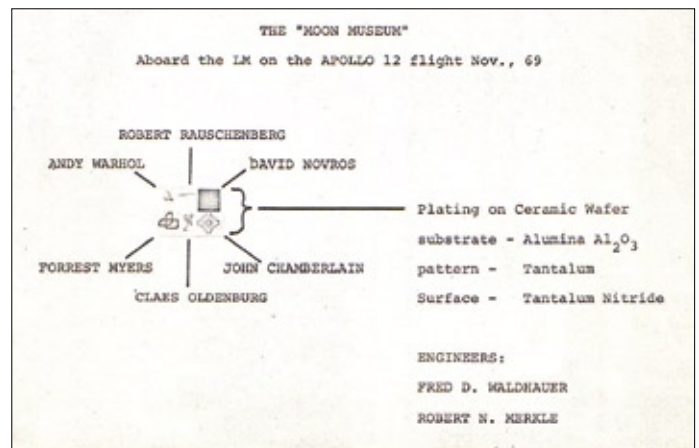 THE "MOON MUSEUM"
Aboard the LM on the APOLLO 12 flight Nov., 69
ROBERT RAUSCHENBERG
ANDY WARHOL
DAVID NOVROS
Plating on Ceramic Wafer
substrate - Alumina Al₂O₃
FORREST MYERS
JOHN CHAMBERLAIN
pattern - Tantalum
CLAES OLDENBURG
Surface - Tantalum Nitride
ENGINEERS:
FRED D. WALDHAUER
ROBERT N. MERKLE